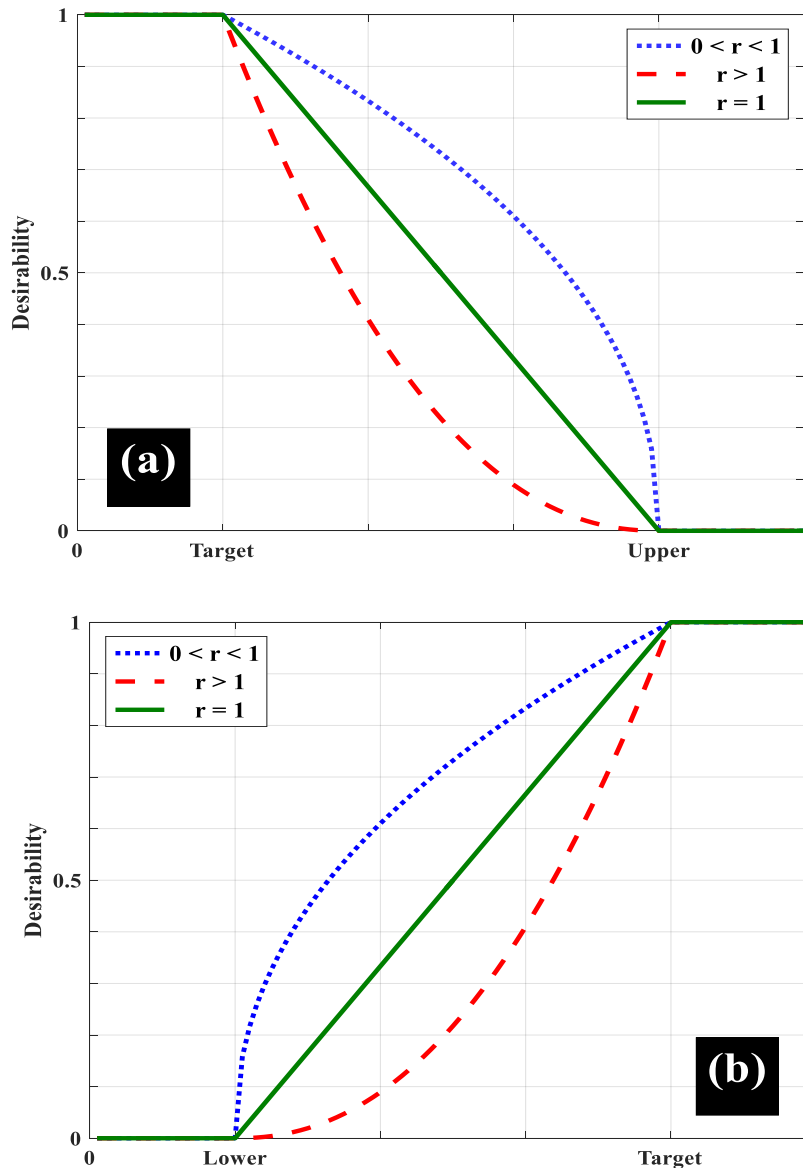 1
0 < r < 1
r > 1
r = 1
Desirability
0.5
(a)
0
0
Target
Upper
1
0 < r < 1
r > 1
r = 1
Desirability
0.5
(b)
0
0
Lower
Target